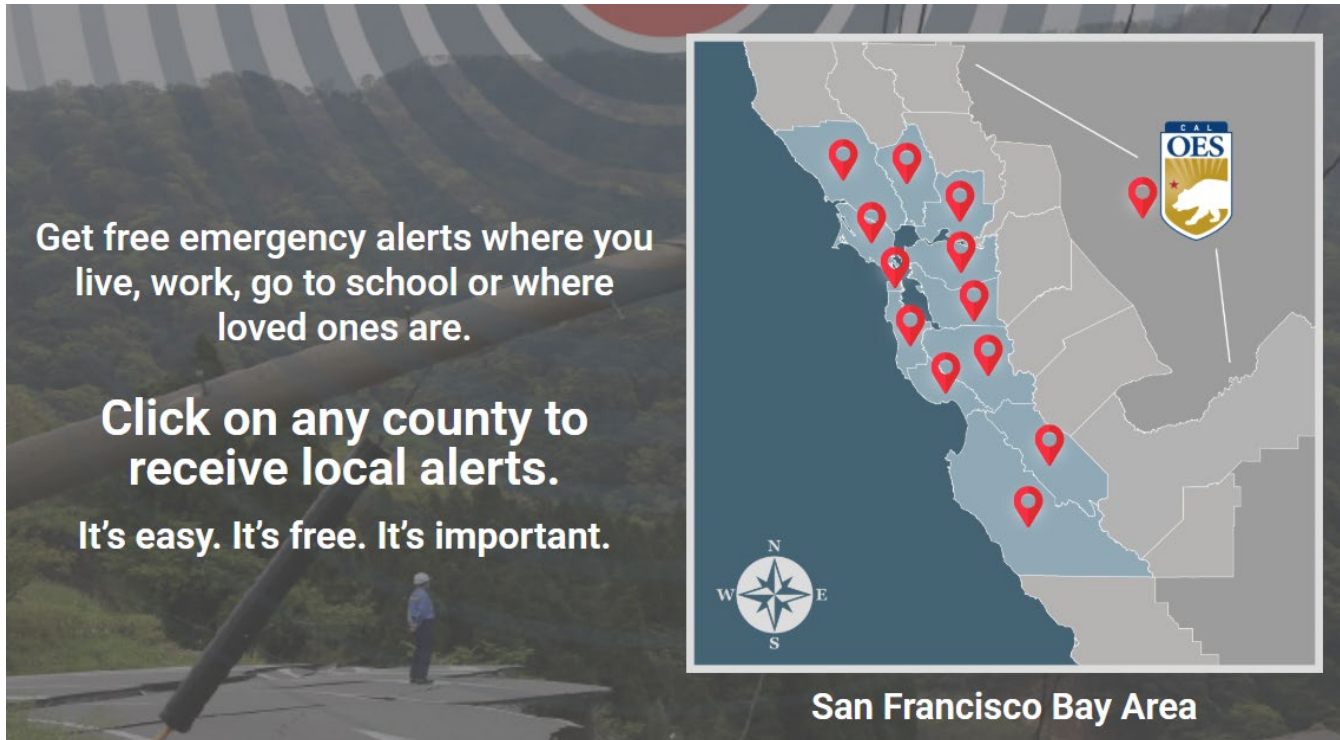 Get free emergency alerts where you
live, work, go to school or where
loved ones are.
Click on any county to
receive local alerts.
It’s easy. It’s free. It’s important.
CAL
OES
N
W
E
S
San Francisco Bay Area